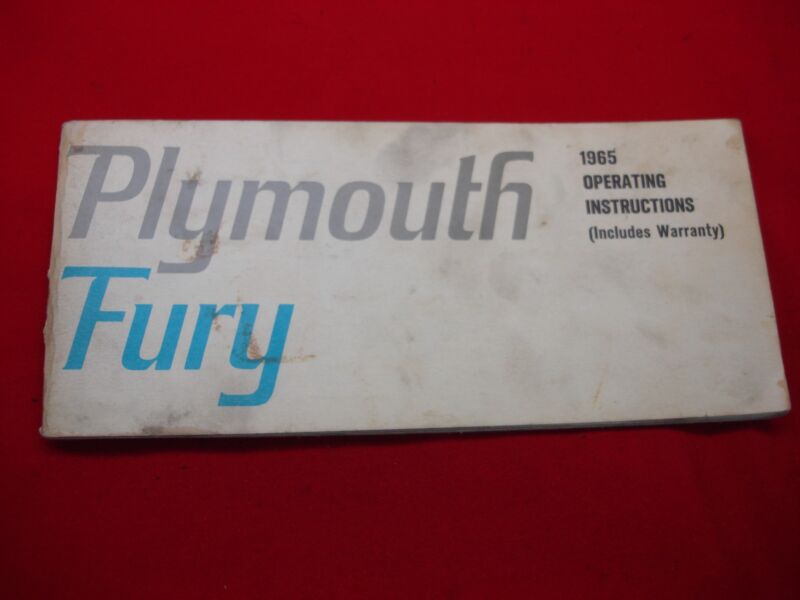 Plymouth
Fury
1965
OPERATING
INSTRUCTIONS
(Includes Warranty)